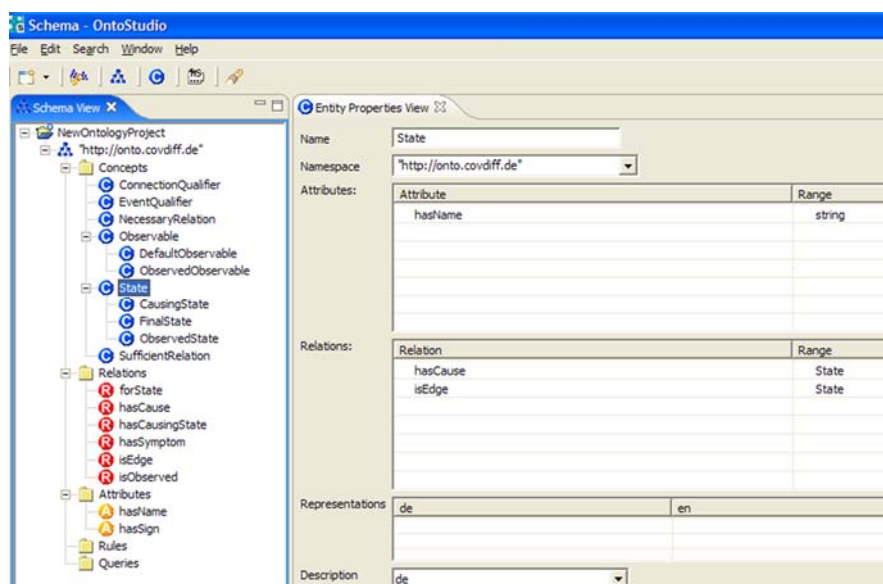 Schema - OntoStudio
File Edit Search Window Help
Schema View
NewOntologyProject
"http://onto.covdiff.de"
Concepts
ConnectionQualifier
EventQualifier
NecessaryRelation
Observable
DefaultObservable
ObservedObservable
State
CausingState
FinalState
ObservedState
SufficientRelation
Relations
forState
hasCause
hasCausingState
hasSymptom
isEdge
isObserved
Attributes
hasName
hasSign
Rules
Queries
Entity Properties View
Name State
Namespace "http://onto.covdiff.de"
Attributes: Attribute Range
hasName string
Relations: Relation Range
hasCause State
isEdge State
Representations de en
Description de